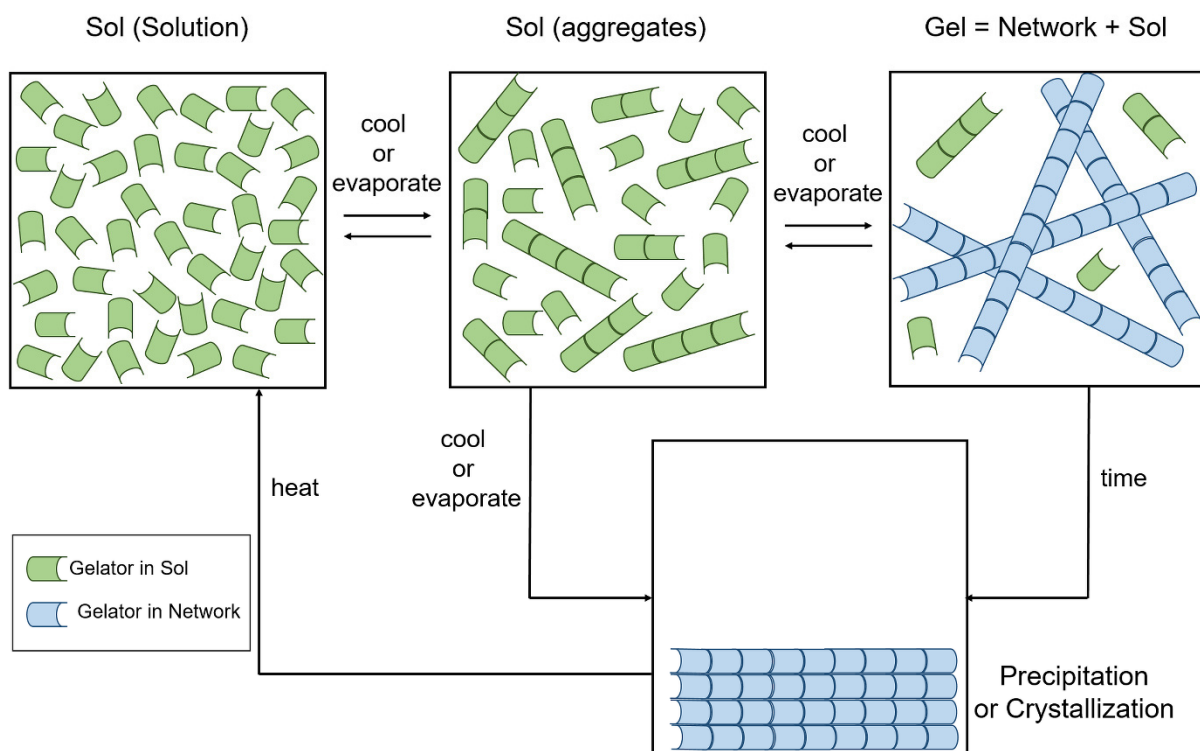 Sol (Solution)
Sol (aggregates)
Gel = Network + Sol
cool
or
evaporate
cool
or
evaporate
heat
cool
or
evaporate
time
Gelator in Sol
Gelator in Network
Precipitation
or Crystallization